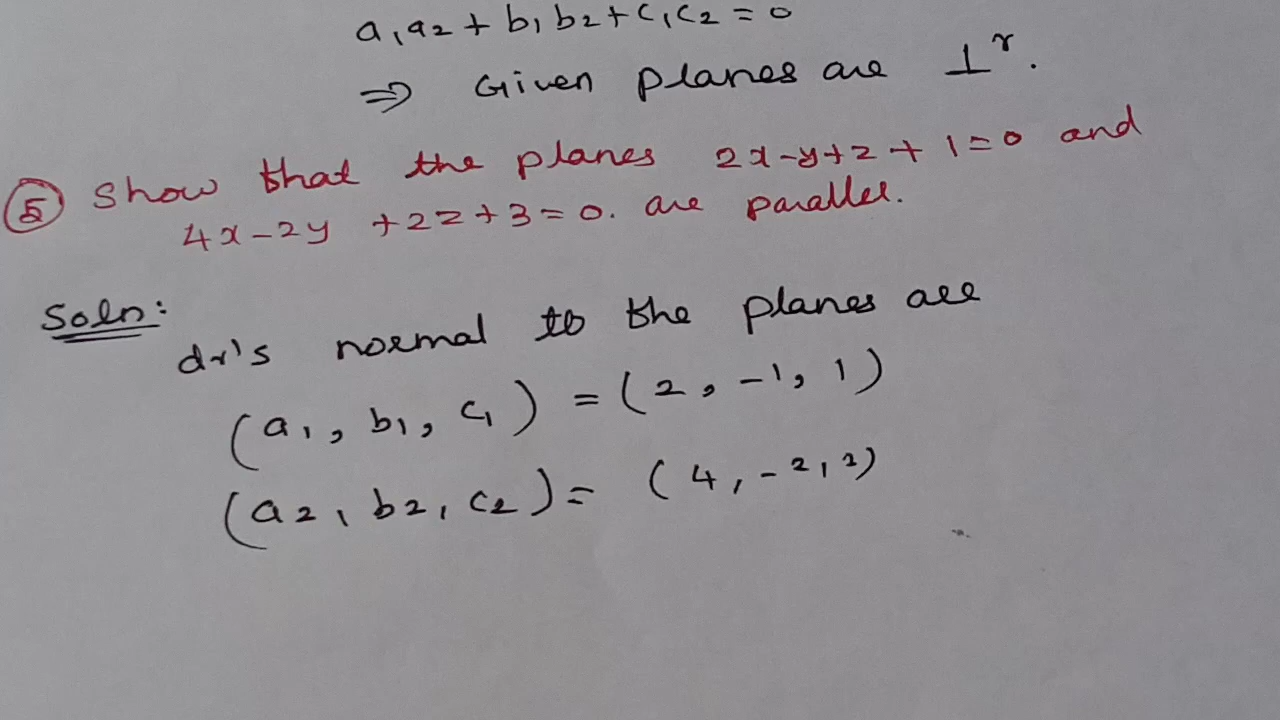 a₁a₂ + b₁b₂ + c₁c₂ = 0
⇒ Given planes are ⊥ʳ.
⑤ Show that the planes 2x-y+z+1=0 and
4x-2y+2z+3=0. are parallel.
Soln:
dr's normal to the planes are
(a₁, b₁, c₁) = (2, -1, 1)
(a₂, b₂, c₂) = (4, -2, 2)